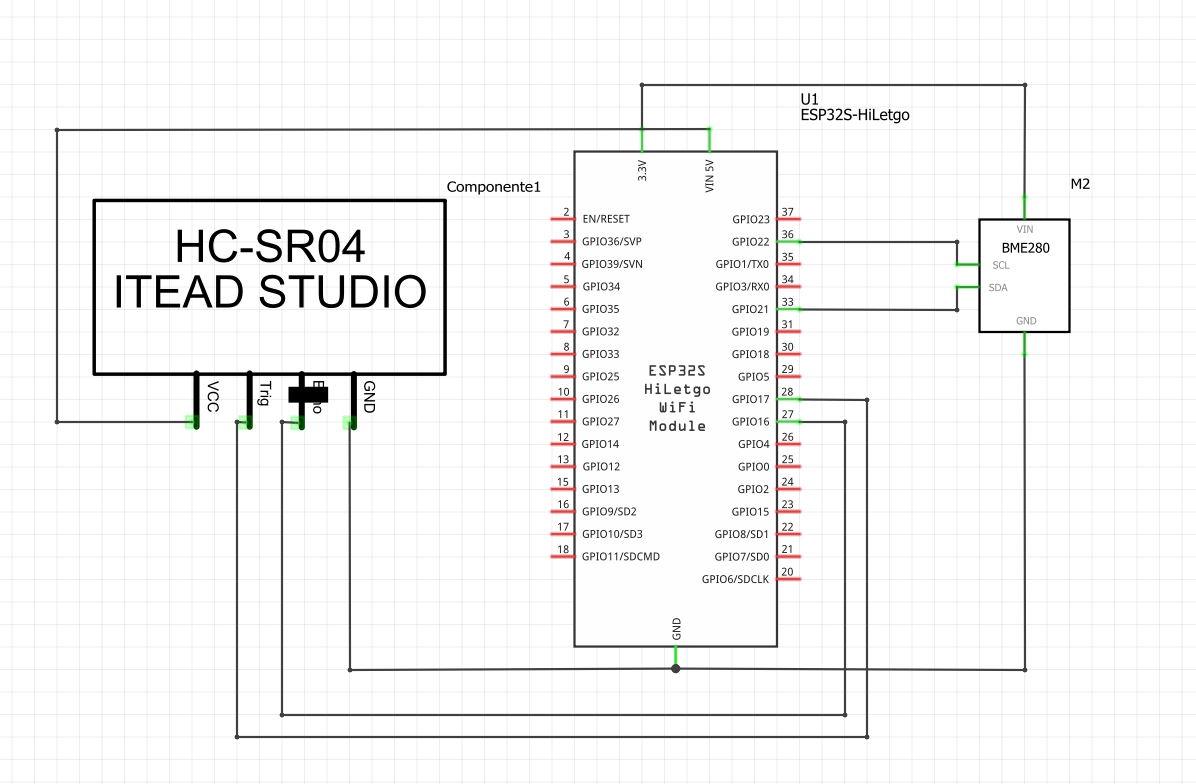 U1
ESP32S-HiLetgo
Componente1
M2
HC-SR04
ITEAD STUDIO
VCC
Trig
GND
3.3V
VIN 5V
2 EN/RESET
3 GPIO36/SVP
4 GPIO39/SVN
5 GPIO34
6 GPIO35
7 GPIO32
8 GPIO33
9 GPIO25
10 GPIO26
11 GPIO27
12 GPIO14
13 GPIO12
15 GPIO13
16 GPIO9/SD2
17 GPIO10/SD3
18 GPIO11/SDCMD
ESP32S
HiLetgo
WiFi
Module
GPIO23 37
GPIO22 36
GPIO1/TX0 35
GPIO3/RX0 34
GPIO21 33
GPIO19 31
GPIO18 30
GPIO5 29
GPIO17 28
GPIO16 27
GPIO4 26
GPIO0 25
GPIO2 24
GPIO15 23
GPIO8/SD1 22
GPIO7/SD0 21
GPIO6/SDCLK 20
GND
VIN
BME280
SCL
SDA
GND